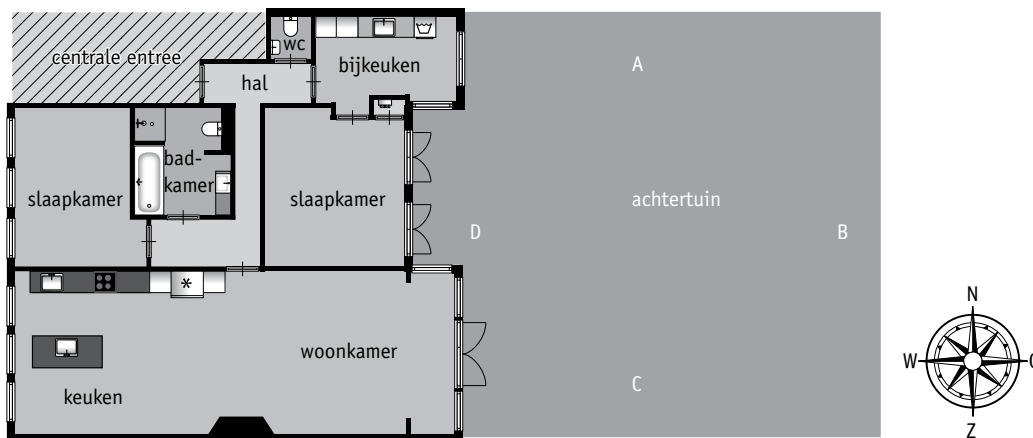 centrale entree
wc
hal
bijkeuken
A
slaapkamer
bad-
kamer
slaapkamer
achtertuin
D
B
*
woonkamer
keuken
C
N
W
O
Z